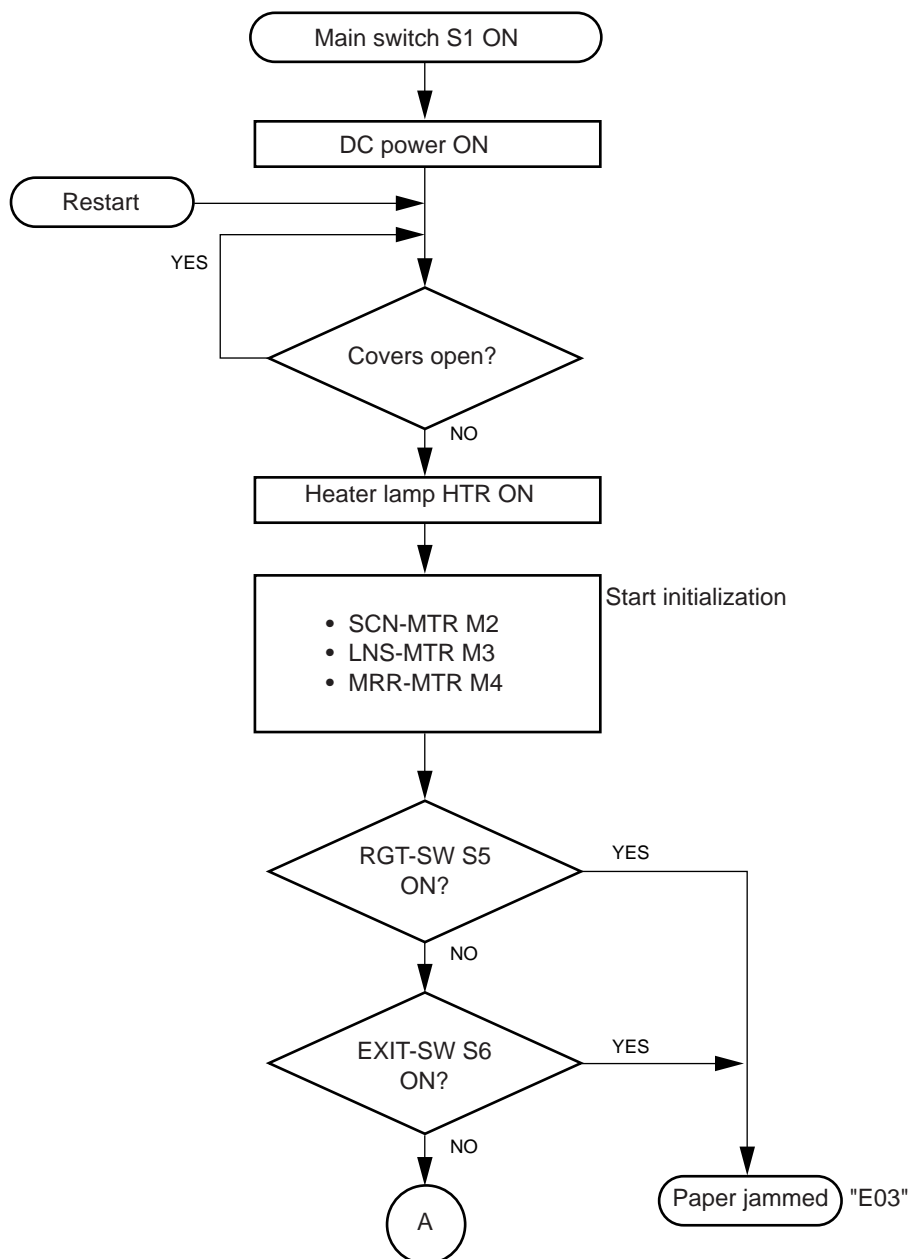 Main switch S1 ON
DC power ON
Restart
YES
Covers open?
NO
Heater lamp HTR ON
Start initialization
• SCN-MTR M2
• LNS-MTR M3
• MRR-MTR M4
RGT-SW S5
ON?
YES
NO
EXIT-SW S6
ON?
YES
NO
Paper jammed "E03"
A